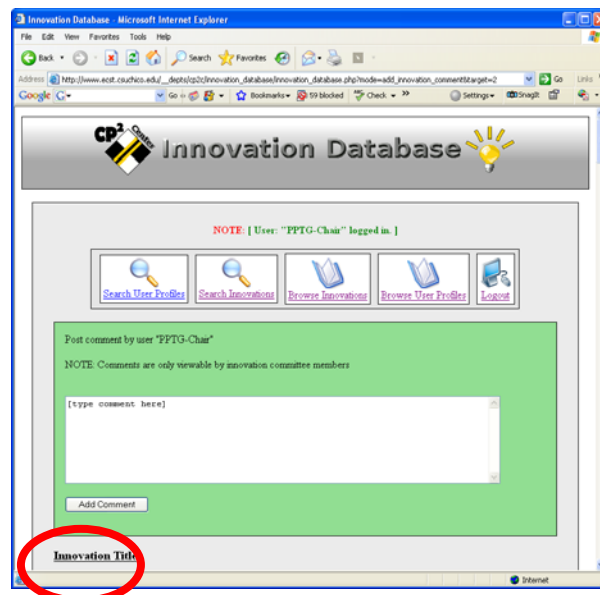 Innovation Database - Microsoft Internet Explorer
File Edit View Favorites Tools Help
Back Search Favorites
Address http://www.ecst.csuchico.edu/__depts/cp2c/innovation_database/innovation_database.php?mode=add_innovation_comment&target=2 Go Links
Google G Go Bookmarks 59 blocked Check » Settings SnagIt
CP2 Center Innovation Database
NOTE: [ User: "PPTG-Chair" logged in. ]
Search User Profiles Search Innovations Browse Innovations Browse User Profiles Logout
Post comment by user "PPTG-Chair"
NOTE: Comments are only viewable by innovation committee members
[type comment here]
Add Comment
Innovation Title
Internet